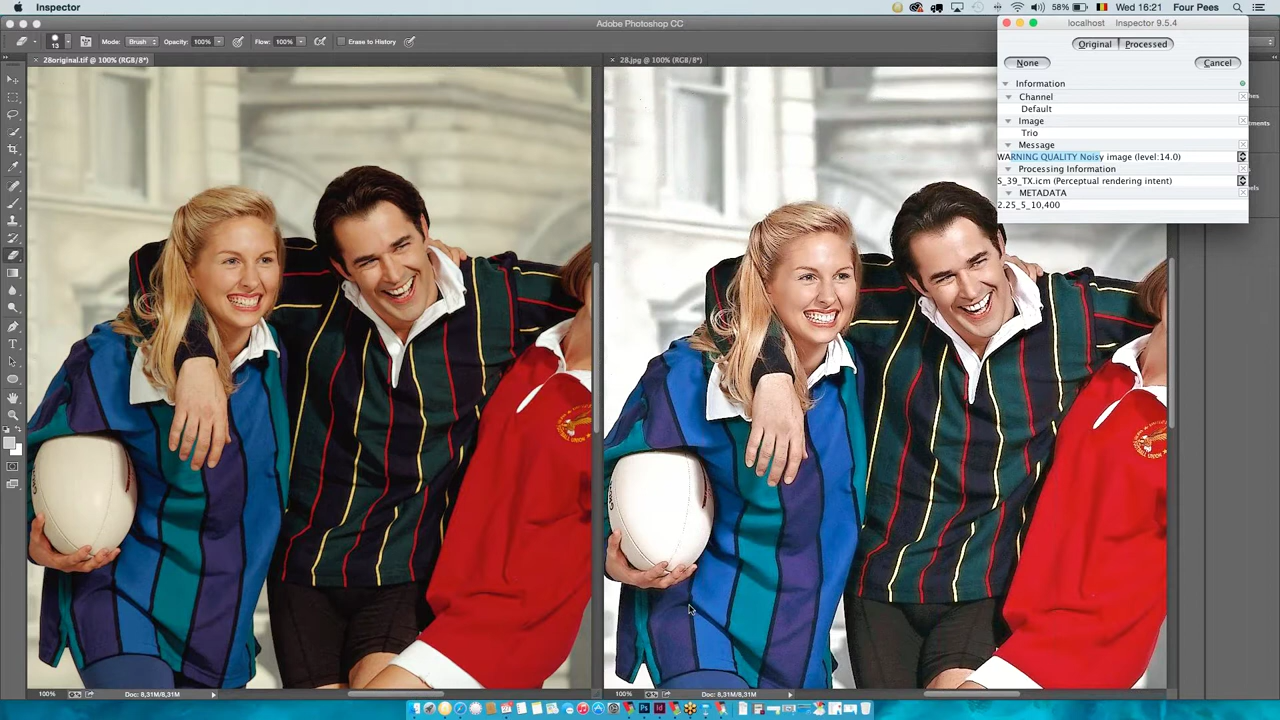 Inspector
58%
Wed 16:21
Four Pees
Adobe Photoshop CC
localhost
Inspector 9.5.4
13
Mode:
Brush
Opacity:
100%
Flow:
100%
Erase to History
Original
Processed
× 28original.tif @ 100% (RGB/8*)
× 28.jpg @ 100% (RGB/8*)
None
Cancel
Information
Channel
Default
Image
Trio
Message
WARNING QUALITY Noisy image (level:14.0)
Processing Information
S_39_TX.icm (Perceptual rendering intent)
METADATA
2.25_5_10,400
100%
Doc: 8,31M/8,31M
100%
Doc: 8,31M/8,31M